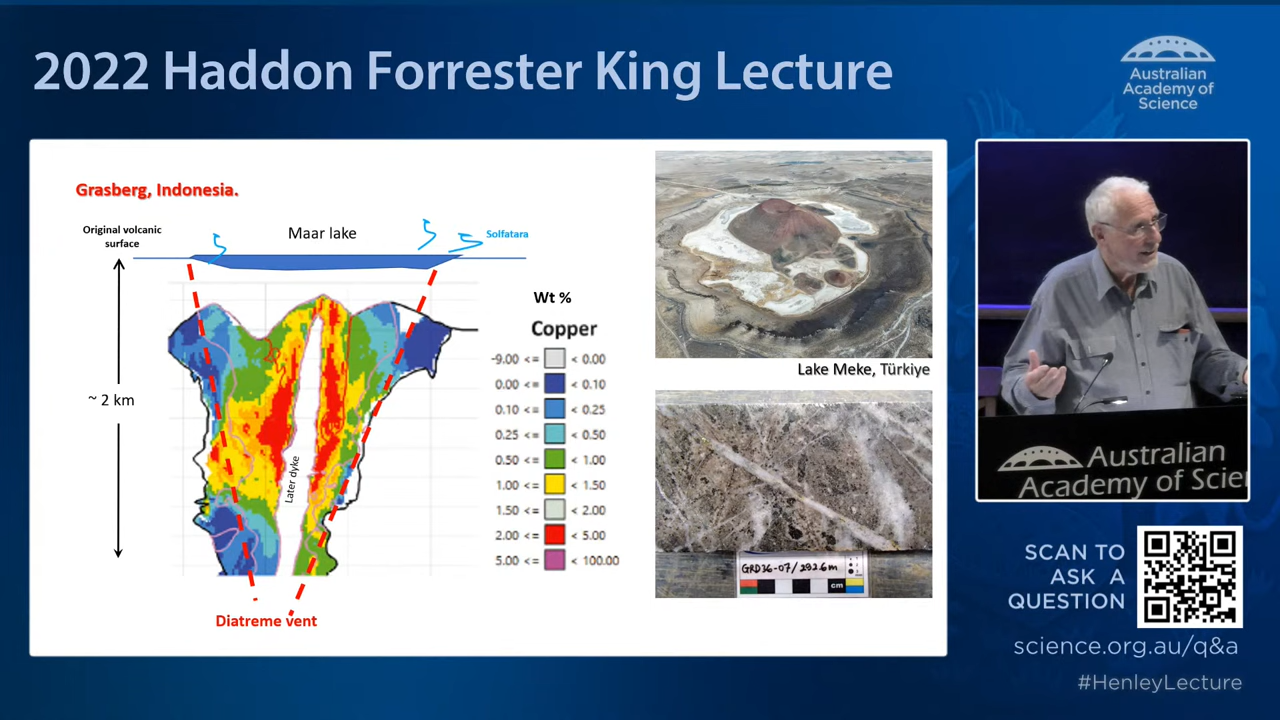 2022 Haddon Forrester King Lecture
Australian
Academy of
Science
Grasberg, Indonesia.
Original volcanic
surface
Maar lake
Solfatara
~ 2 km
Later dyke
Diatreme vent
Wt %
Copper
-9.00 <= < 0.00
0.00 <= < 0.10
0.10 <= < 0.25
0.25 <= < 0.50
0.50 <= < 1.00
1.00 <= < 1.50
1.50 <= < 2.00
2.00 <= < 5.00
5.00 <= < 100.00
Lake Meke, Türkiye
GRD36-07/292.6m
cm
Australian
Academy of Scie
SCAN TO
ASK A
QUESTION
science.org.au/q&a
#HenleyLecture